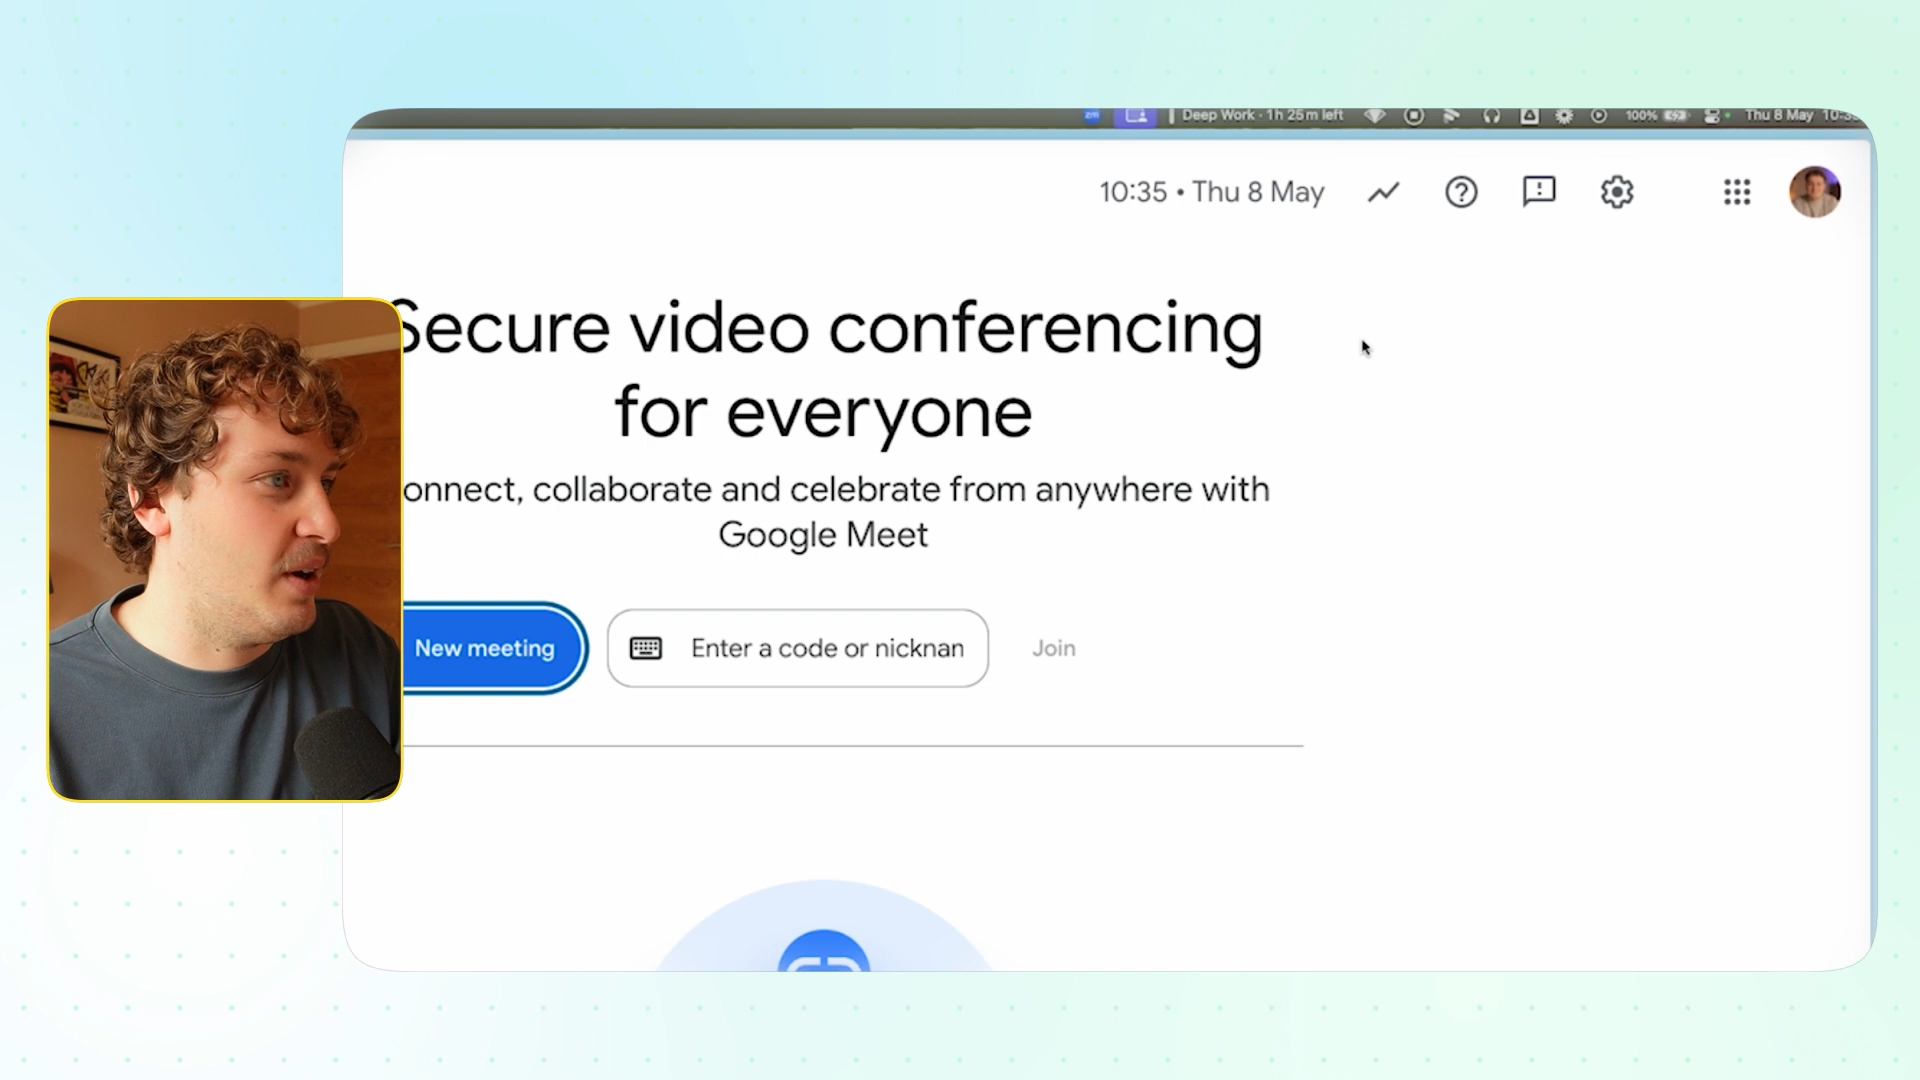 zm Deep Work · 1h 25m left 100% Thu 8 May
10:35 • Thu 8 May
Secure video conferencing
for everyone
onnect, collaborate and celebrate from anywhere with
Google Meet
New meeting
Enter a code or nicknan
Join